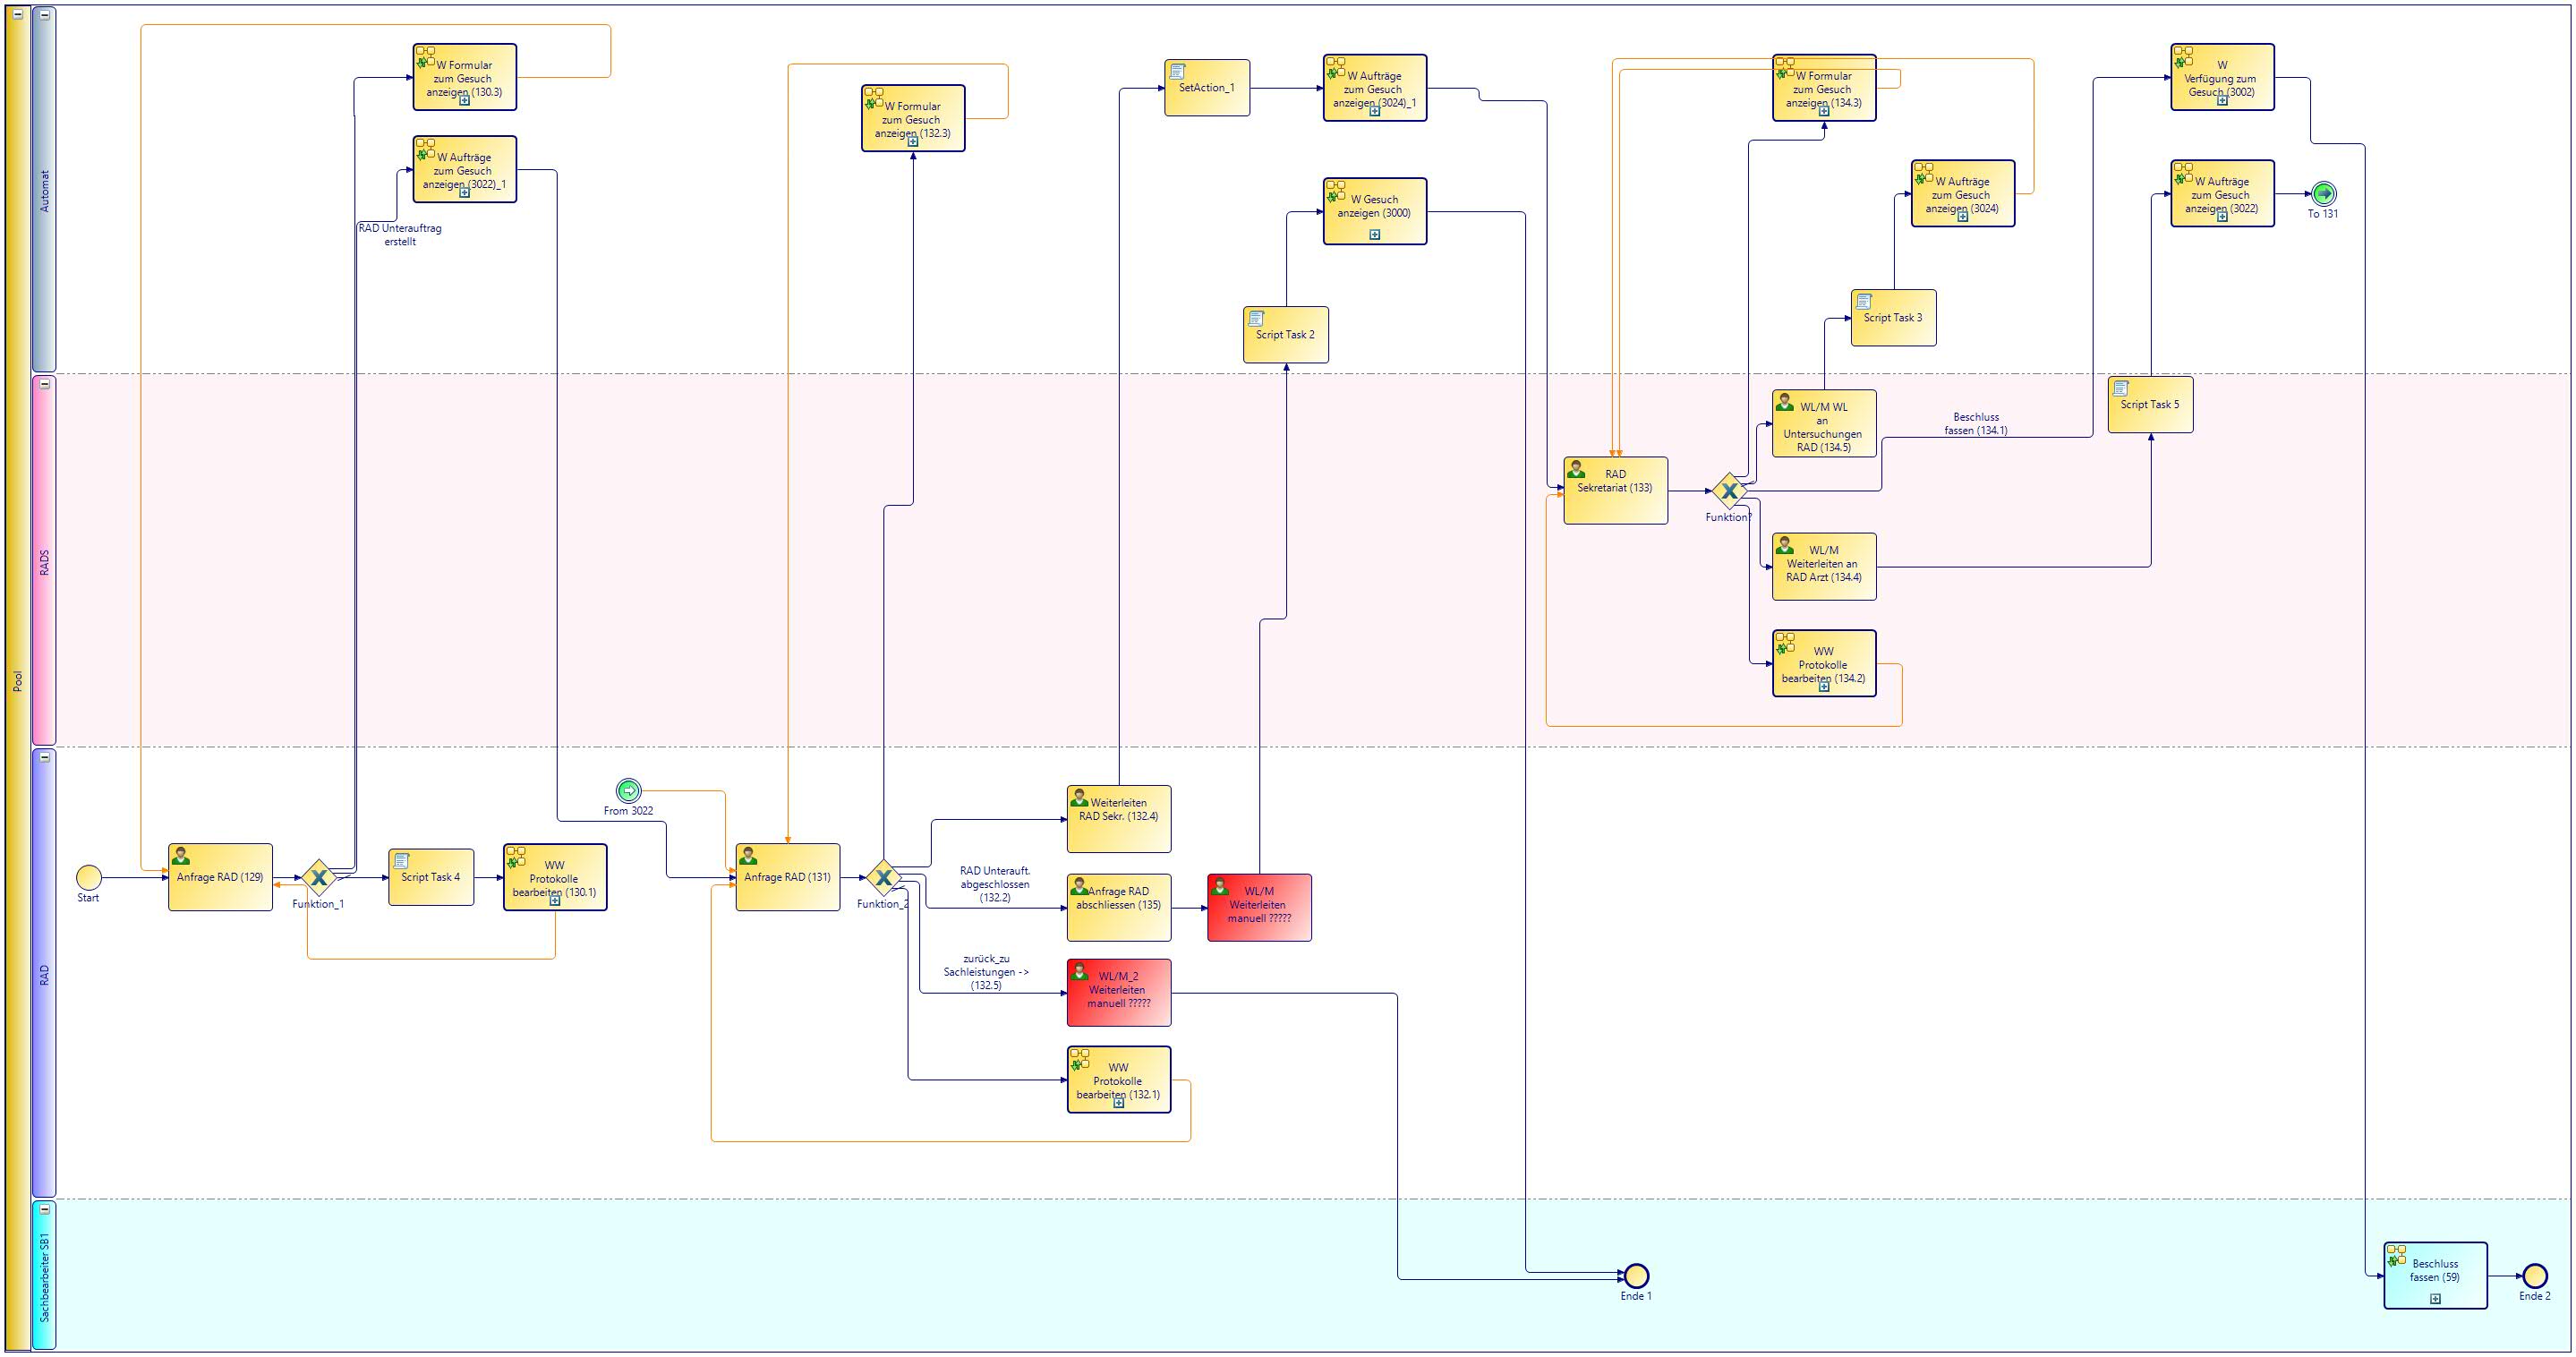 Pool
Automat
W Formular
zum Gesuch
anzeigen (130.3)
W Aufträge
zum Gesuch
anzeigen (3022)_1
RAD Unterauftrag
erstellt
W Formular
zum Gesuch
anzeigen (132.3)
SetAction_1
W Aufträge
zum Gesuch
anzeigen (3024)_1
W Gesuch
anzeigen (3000)
Script Task 2
W Formular
zum Gesuch
anzeigen (134.3)
W Aufträge
zum Gesuch
anzeigen (3024)
Script Task 3
W
Verfügung zum
Gesuch (3002)
W Aufträge
zum Gesuch
anzeigen (3022)
To 131
RADS
RAD
Sekretariat (133)
Funktion?
WL/M WL
an
Untersuchungen
RAD (134.5)
Beschluss
fassen (134.1)
Script Task 5
WL/M
Weiterleiten an
RAD Arzt (134.4)
WW
Protokolle
bearbeiten (134.2)
RAD
Start
Anfrage RAD (129)
Funktion_1
Script Task 4
WW
Protokolle
bearbeiten (130.1)
From 3022
Anfrage RAD (131)
Funktion_2
Weiterleiten
RAD Sekr. (132.4)
RAD Unterauft.
abgeschlossen
(132.2)
Anfrage RAD
abschliessen (135)
WL/M
Weiterleiten
manuell ?????
zurück_zu
Sachleistungen ->
(132.5)
WL/M_2
Weiterleiten
manuell ?????
WW
Protokolle
bearbeiten (132.1)
Sachbearbeiter SB1
Ende 1
Beschluss
fassen (59)
Ende 2